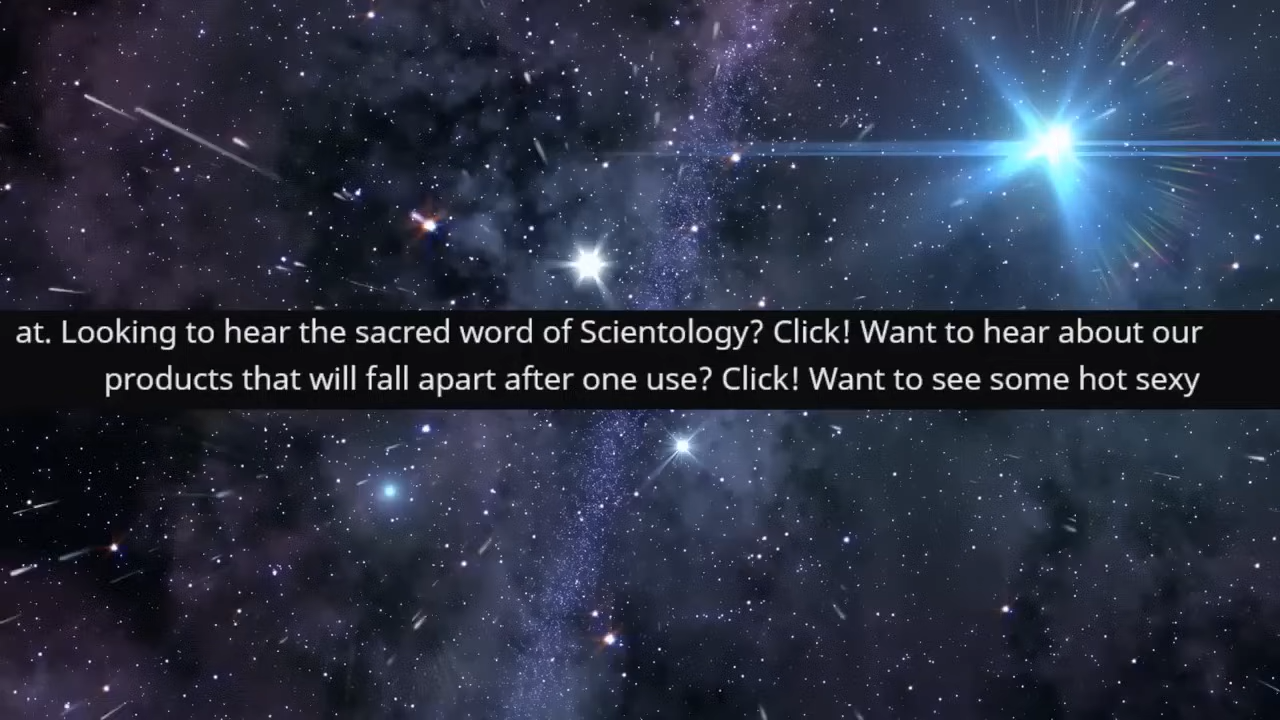 at. Looking to hear the sacred word of Scientology? Click! Want to hear about our
products that will fall apart after one use? Click! Want to see some hot sexy